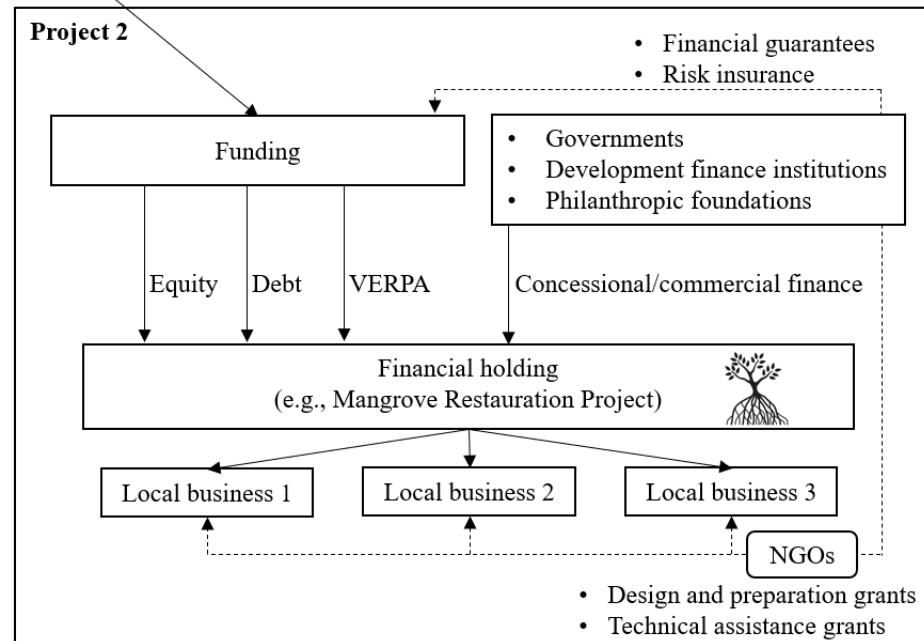 Project 2
• Financial guarantees
• Risk insurance
Funding
• Governments
• Development finance institutions
• Philanthropic foundations
Equity
Debt
VERPA
Concessional/commercial finance
Financial holding
(e.g., Mangrove Restauration Project)
Local business 1
Local business 2
Local business 3
NGOs
• Design and preparation grants
• Technical assistance grants